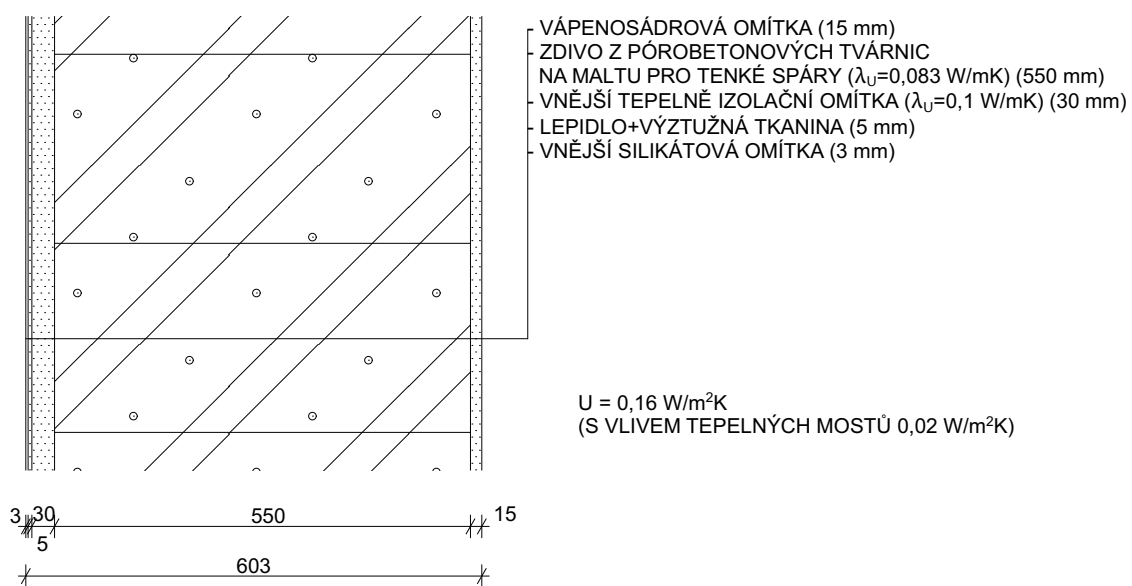 VÁPENOSÁDROVÁ OMÍTKA (15 mm)
ZDIVO Z PÓROBETONOVÝCH TVÁRNIC
NA MALTU PRO TENKÉ SPÁRY (λU=0,083 W/mK) (550 mm)
VNĚJŠÍ TEPELNĚ IZOLAČNÍ OMÍTKA (λU=0,1 W/mK) (30 mm)
LEPIDLO+VÝZTUŽNÁ TKANINA (5 mm)
VNĚJŠÍ SILIKÁTOVÁ OMÍTKA (3 mm)
U = 0,16 W/m²K
(S VLIVEM TEPELNÝCH MOSTŮ 0,02 W/m²K)
3 30 550 15
5
603